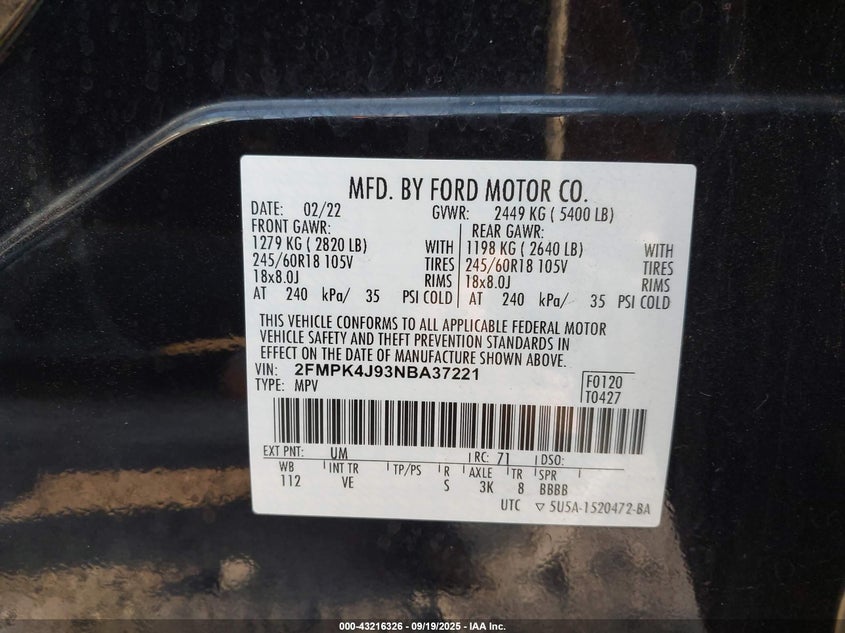 MFD. BY FORD MOTOR CO.
DATE: 02/22 GVWR: 2449 KG ( 5400 LB)
FRONT GAWR: REAR GAWR:
1279 KG ( 2820 LB) WITH 1198 KG ( 2640 LB) WITH
245/60R18 105V TIRES 245/60R18 105V TIRES
18x8.0J RIMS 18x8.0J RIMS
AT 240 kPa/ 35 PSI COLD AT 240 kPa/ 35 PSI COLD
THIS VEHICLE CONFORMS TO ALL APPLICABLE FEDERAL MOTOR
VEHICLE SAFETY AND THEFT PREVENTION STANDARDS IN
EFFECT ON THE DATE OF MANUFACTURE SHOWN ABOVE.
VIN: 2FMPK4J93NBA37221
TYPE: MPV
F0120
T0427
EXT PNT: UM RC: 71 DSO:
WB INT TR TP/PS R AXLE TR SPR
112 VE S 3K 8 BBBB
UTC ▽ 5U5A-1520472-BA
000-43216326 - 09/19/2025 - IAA Inc.